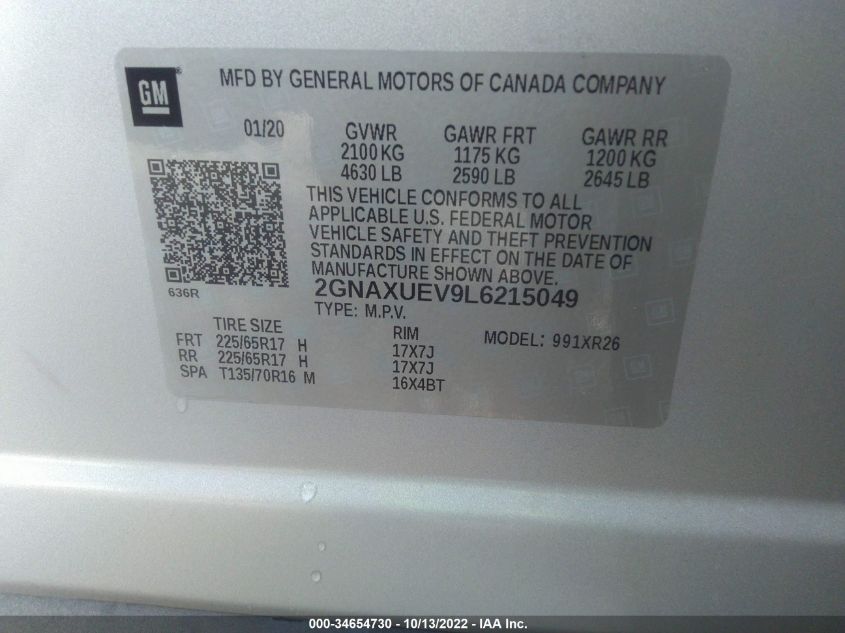 GM
MFD BY GENERAL MOTORS OF CANADA COMPANY
01/20 GVWR GAWR FRT GAWR RR
2100 KG 1175 KG 1200 KG
4630 LB 2590 LB 2645 LB
THIS VEHICLE CONFORMS TO ALL
APPLICABLE U.S. FEDERAL MOTOR
VEHICLE SAFETY AND THEFT PREVENTION
STANDARDS IN EFFECT ON THE DATE OF
MANUFACTURE SHOWN ABOVE.
636R
2GNAXUEV9L6215049
TYPE: M.P.V.
TIRE SIZE RIM MODEL: 991XR26
FRT 225/65R17 H 17X7J
RR 225/65R17 H 17X7J
SPA T135/70R16 M 16X4BT
000-34654730 - 10/13/2022 - IAA Inc.